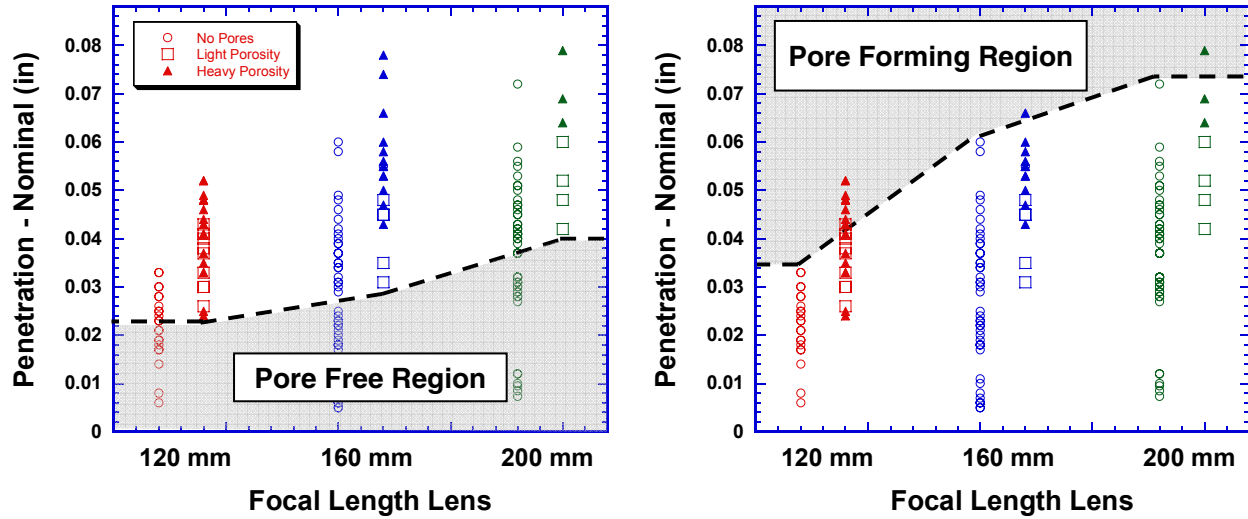 Penetration - Nominal (in)
0.08
0.07
0.06
0.05
0.04
0.03
0.02
0.01
0
No Pores
Light Porosity
Heavy Porosity
Pore Free Region
120 mm 160 mm 200 mm
Focal Length Lens
Penetration - Nominal (in)
0.08
0.07
0.06
0.05
0.04
0.03
0.02
0.01
0
Pore Forming Region
120 mm 160 mm 200 mm
Focal Length Lens